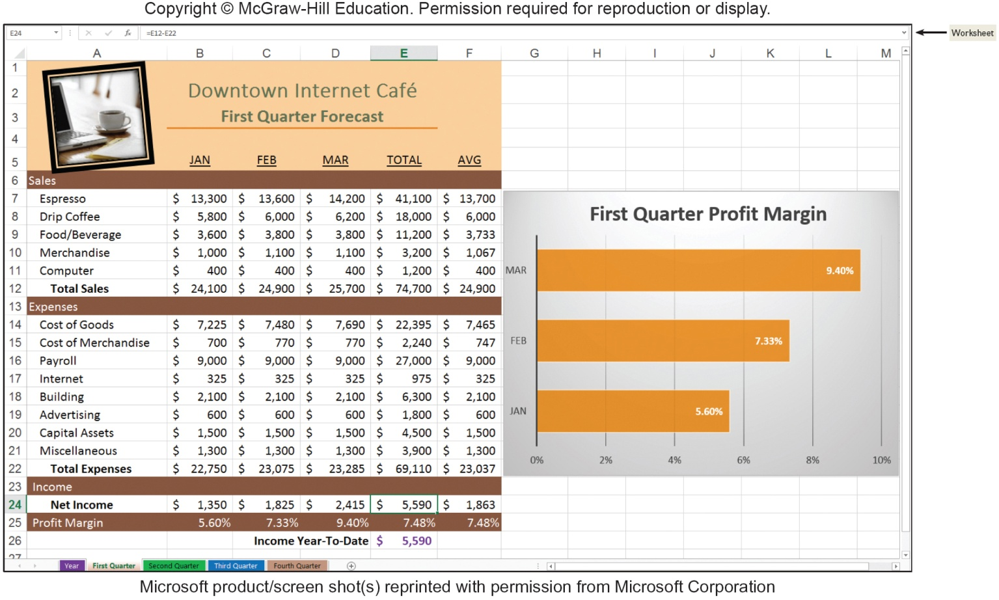 Copyright © McGraw-Hill Education. Permission required for reproduction or display.
E24 fx =E12-E22
Worksheet
A B C D E F G H I J K L M
1
2 Downtown Internet Café
3 First Quarter Forecast
4
5 JAN FEB MAR TOTAL AVG
6 Sales
7 Espresso $ 13,300 $ 13,600 $ 14,200 $ 41,100 $ 13,700
8 Drip Coffee $ 5,800 $ 6,000 $ 6,200 $ 18,000 $ 6,000
9 Food/Beverage $ 3,600 $ 3,800 $ 3,800 $ 11,200 $ 3,733
10 Merchandise $ 1,000 $ 1,100 $ 1,100 $ 3,200 $ 1,067
11 Computer $ 400 $ 400 $ 400 $ 1,200 $ 400
12 Total Sales $ 24,100 $ 24,900 $ 25,700 $ 74,700 $ 24,900
13 Expenses
14 Cost of Goods $ 7,225 $ 7,480 $ 7,690 $ 22,395 $ 7,465
15 Cost of Merchandise $ 700 $ 770 $ 770 $ 2,240 $ 747
16 Payroll $ 9,000 $ 9,000 $ 9,000 $ 27,000 $ 9,000
17 Internet $ 325 $ 325 $ 325 $ 975 $ 325
18 Building $ 2,100 $ 2,100 $ 2,100 $ 6,300 $ 2,100
19 Advertising $ 600 $ 600 $ 600 $ 1,800 $ 600
20 Capital Assets $ 1,500 $ 1,500 $ 1,500 $ 4,500 $ 1,500
21 Miscellaneous $ 1,300 $ 1,300 $ 1,300 $ 3,900 $ 1,300
22 Total Expenses $ 22,750 $ 23,075 $ 23,285 $ 69,110 $ 23,037
23 Income
24 Net Income $ 1,350 $ 1,825 $ 2,415 $ 5,590 $ 1,863
25 Profit Margin 5.60% 7.33% 9.40% 7.48% 7.48%
26 Income Year-To-Date $ 5,590
27
First Quarter Profit Margin
MAR 9.40%
FEB 7.33%
JAN 5.60%
0% 2% 4% 6% 8% 10%
Year First Quarter Second Quarter Third Quarter Fourth Quarter
Microsoft product/screen shot(s) reprinted with permission from Microsoft Corporation